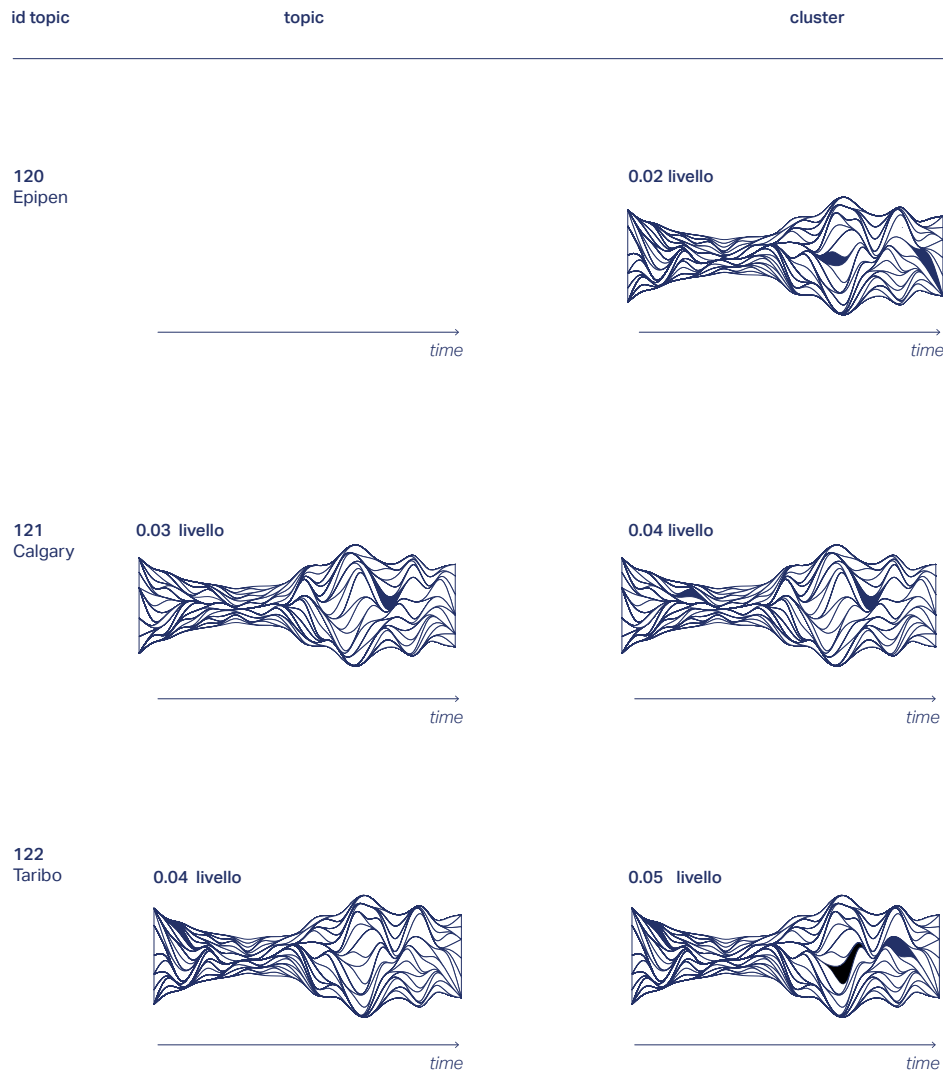 id topic topic cluster
120
Epipen
0.02 livello
time time
121 0.03 livello 0.04 livello
Calgary
time time
122
Taribo
0.04 livello 0.05 livello
time time